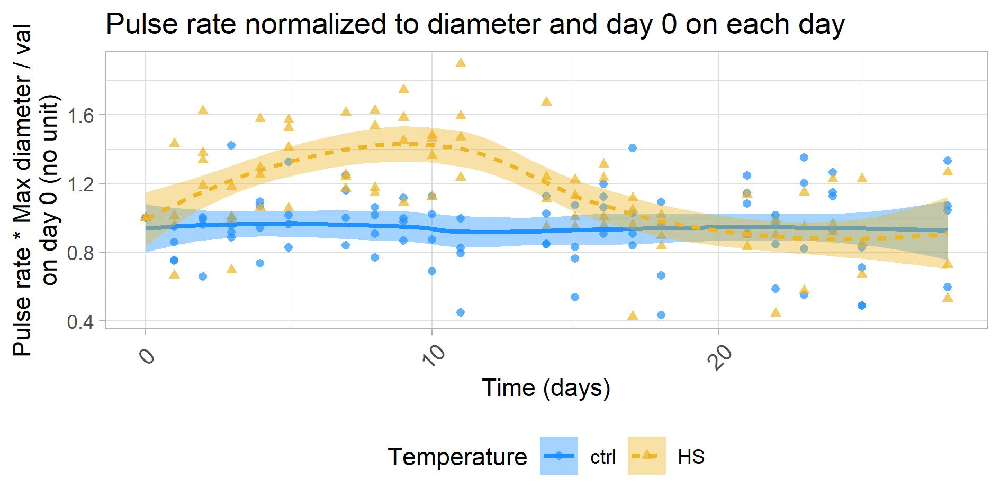 Pulse rate normalized to diameter and day 0 on each day
Pulse rate * Max diameter / val
on day 0 (no unit)
1.6
1.2
0.8
0.4
0
10
20
Time (days)
Temperature
ctrl
HS